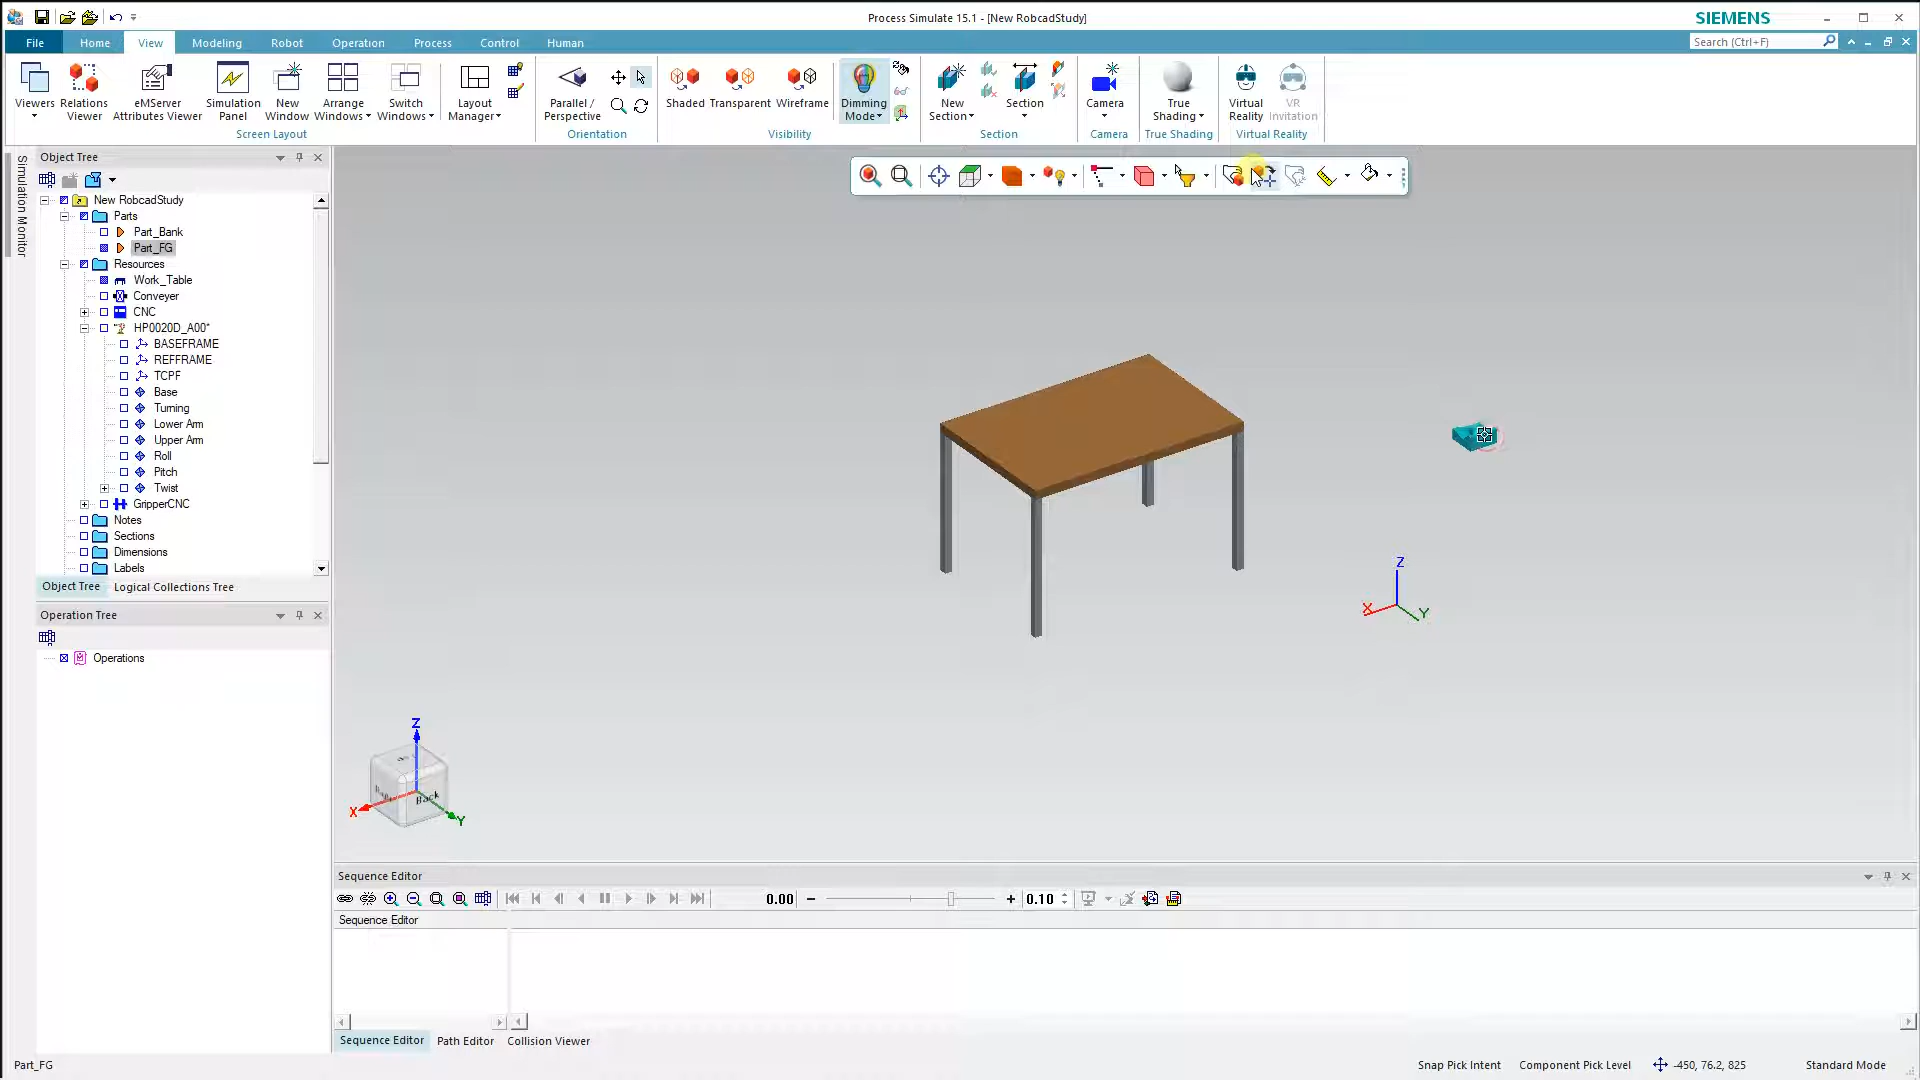 Process Simulate 15.1 - [New RobcadStudy]
SIEMENS
File Home View Modeling Robot Operation Process Control Human
Search (Ctrl+F)
Viewers
Relations Viewer
eMServer Attributes Viewer
Simulation Panel
New Window
Arrange Windows
Switch Windows
Layout Manager
Parallel / Perspective
Shaded
Transparent
Wireframe
Dimming Mode
New Section
Section
Camera
True Shading
Virtual Reality
VR Invitation
Screen Layout
Orientation
Visibility
Section
Camera
True Shading
Virtual Reality
Simulation Monitor
Object Tree
New RobcadStudy
Parts
Part_Bank
Part_FG
Resources
Work_Table
Conveyer
CNC
HP0020D_A00*
BASEFRAME
REFFRAME
TCPF
Base
Turning
Lower Arm
Upper Arm
Roll
Pitch
Twist
GripperCNC
Notes
Sections
Dimensions
Labels
Object Tree Logical Collections Tree
Operation Tree
Operations
Z
X
Y
Z
X
Y
Back
Sequence Editor
0.00 0.10
Sequence Editor
Sequence Editor Path Editor Collision Viewer
Part_FG
Snap Pick Intent Component Pick Level -450, 76.2, 825 Standard Mode